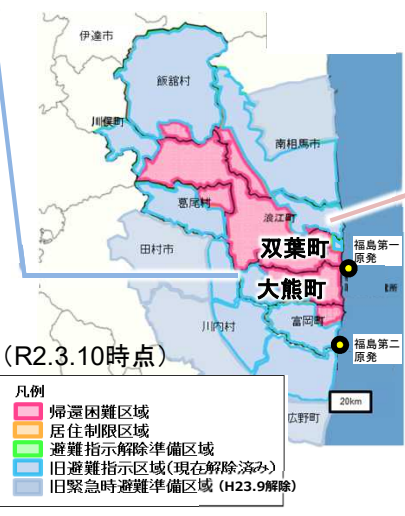 伊達市
飯舘村
川俣町
南相馬市
葛尾村
浪江町
双葉町
福島第一
原発
田村市
大熊町
富岡町
川内村
福島第二
原発
(R2.3.10時点)
20km
広野町
凡例
帰還困難区域
居住制限区域
避難指示解除準備区域
旧避難指示区域(現在解除済み)
旧緊急時避難準備区域 (H23.9解除)